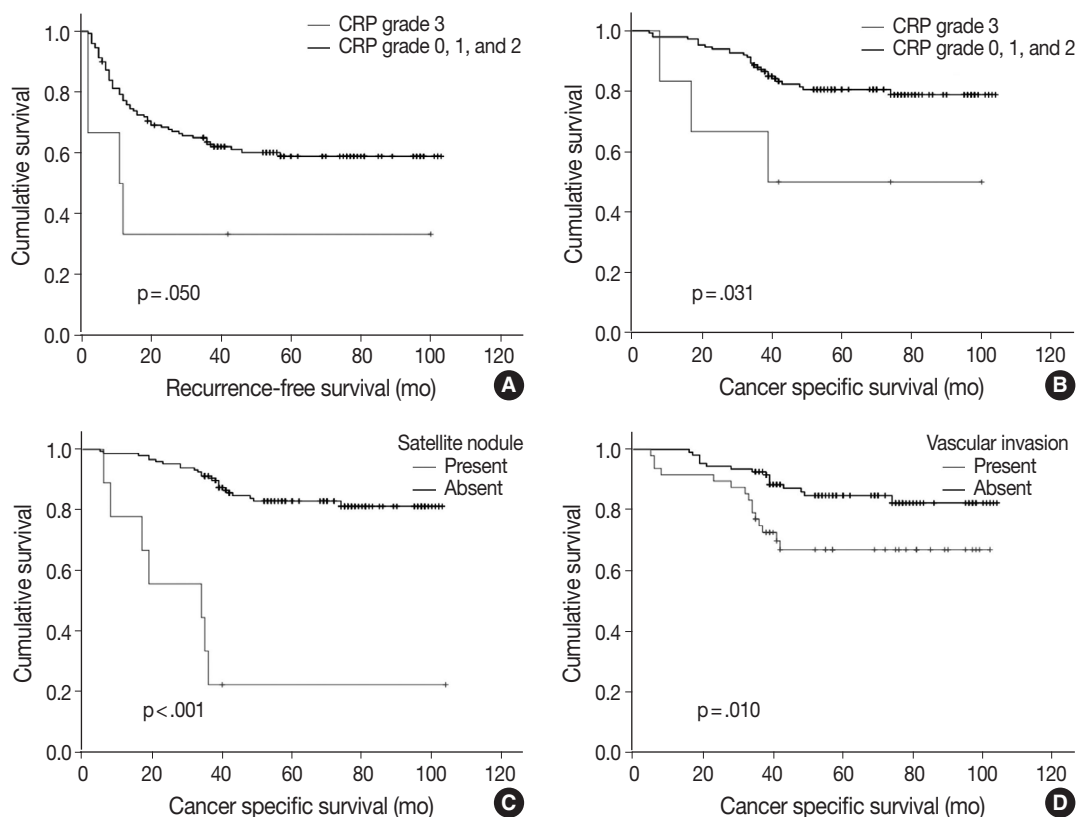 CRP grade 3
CRP grade 0, 1, and 2
Cumulative survival
1.0
0.8
0.6
0.4
0.2
0.0
p=.050
0 20 40 60 80 100 120
Recurrence-free survival (mo)
A
CRP grade 3
CRP grade 0, 1, and 2
Cumulative survival
1.0
0.8
0.6
0.4
0.2
0.0
p=.031
0 20 40 60 80 100 120
Cancer specific survival (mo)
B
Satellite nodule
Present
Absent
Cumulative survival
1.0
0.8
0.6
0.4
0.2
0.0
p<.001
0 20 40 60 80 100 120
Cancer specific survival (mo)
C
Vascular invasion
Present
Absent
Cumulative survival
1.0
0.8
0.6
0.4
0.2
0.0
p=.010
0 20 40 60 80 100 120
Cancer specific survival (mo)
D